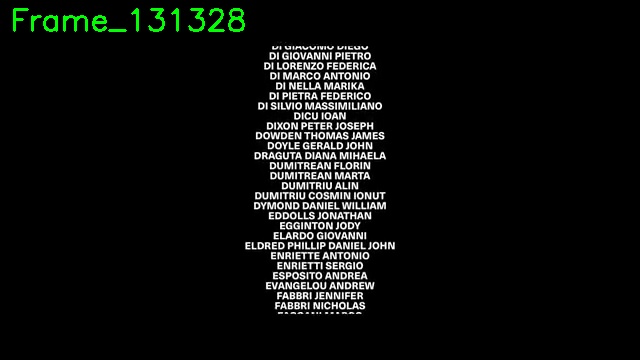 Frame_131328
DI GIACOMO DIEGO
DI GIOVANNI PIETRO
DI LORENZO FEDERICA
DI MARCO ANTONIO
DI NELLA MARIKA
DI PIETRA FEDERICO
DI SILVIO MASSIMILIANO
DICU IOAN
DIXON PETER JOSEPH
DOWDEN THOMAS JAMES
DOYLE GERALD JOHN
DRAGUTA DIANA MIHAELA
DUMITREAN FLORIN
DUMITREAN MARTA
DUMITRIU ALIN
DUMITRIU COSMIN IONUT
DYMOND DANIEL WILLIAM
EDDOLLS JONATHAN
EGGINTON JODY
ELARDO GIOVANNI
ELDRED PHILLIP DANIEL JOHN
ENRIETTE ANTONIO
ENRIETTI SERGIO
ESPOSITO ANDREA
EVANGELOU ANDREW
FABBRI JENNIFER
FABBRI NICHOLAS